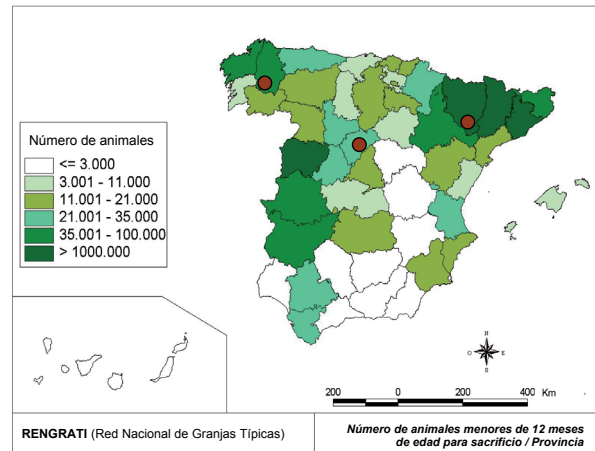 Número de animales
<= 3.000
3.001 - 11.000
11.001 - 21.000
21.001 - 35.000
35.001 - 100.000
> 1000.000
N
O E
S
200 0 200 400 Km
RENGRATI (Red Nacional de Granjas Típicas)
Número de animales menores de 12 meses
de edad para sacrificio / Provincia